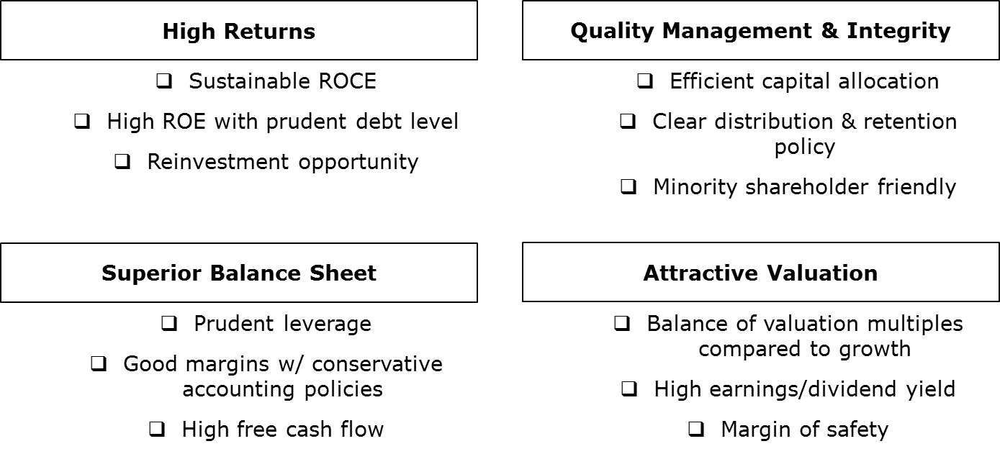 High Returns
❑ Sustainable ROCE
❑ High ROE with prudent debt level
❑ Reinvestment opportunity
Quality Management & Integrity
❑ Efficient capital allocation
❑ Clear distribution & retention
policy
❑ Minority shareholder friendly
Superior Balance Sheet
❑ Prudent leverage
❑ Good margins w/ conservative
accounting policies
❑ High free cash flow
Attractive Valuation
❑ Balance of valuation multiples
compared to growth
❑ High earnings/dividend yield
❑ Margin of safety